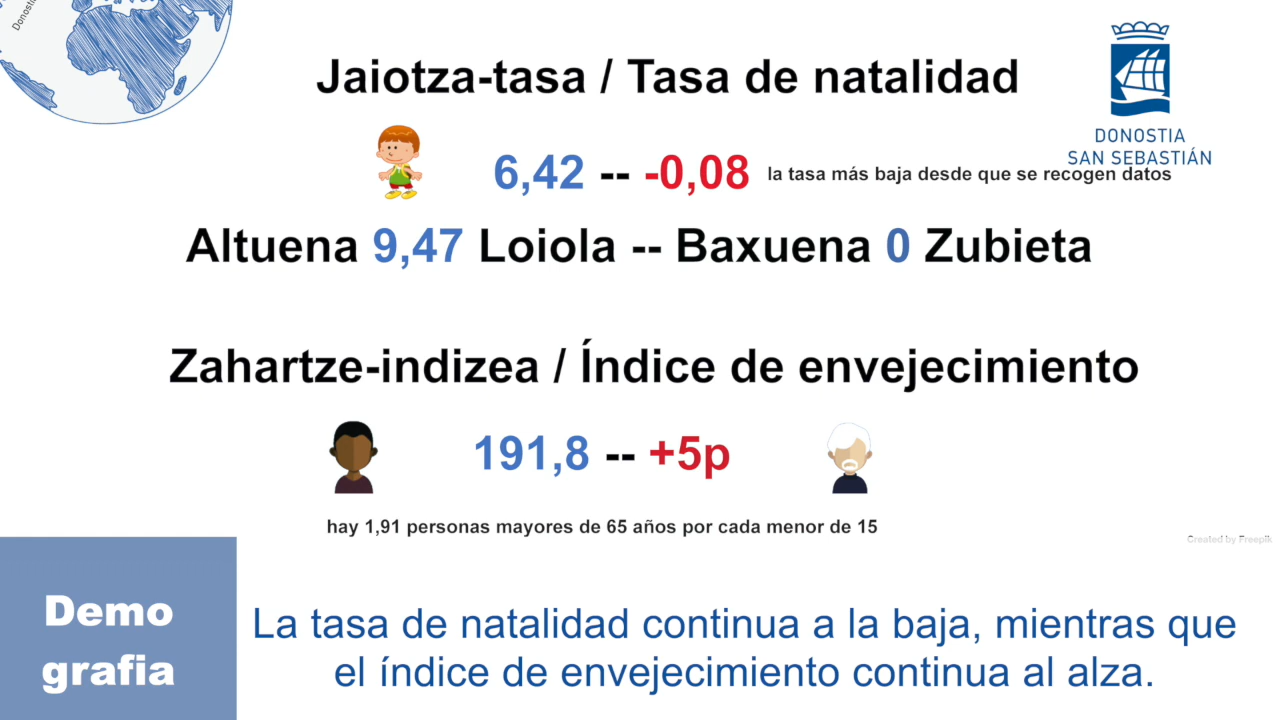 Jaiotza-tasa / Tasa de natalidad
DONOSTIA
SAN SEBASTIÁN
6,42 -- -0,08 la tasa más baja desde que se recogen datos
Altuena 9,47 Loiola -- Baxuena 0 Zubieta
Zahartze-indizea / Índice de envejecimiento
191,8 -- +5p
hay 1,91 personas mayores de 65 años por cada menor de 15
Created by Freepik
Demo
grafia
La tasa de natalidad continua a la baja, mientras que
el índice de envejecimiento continua al alza.